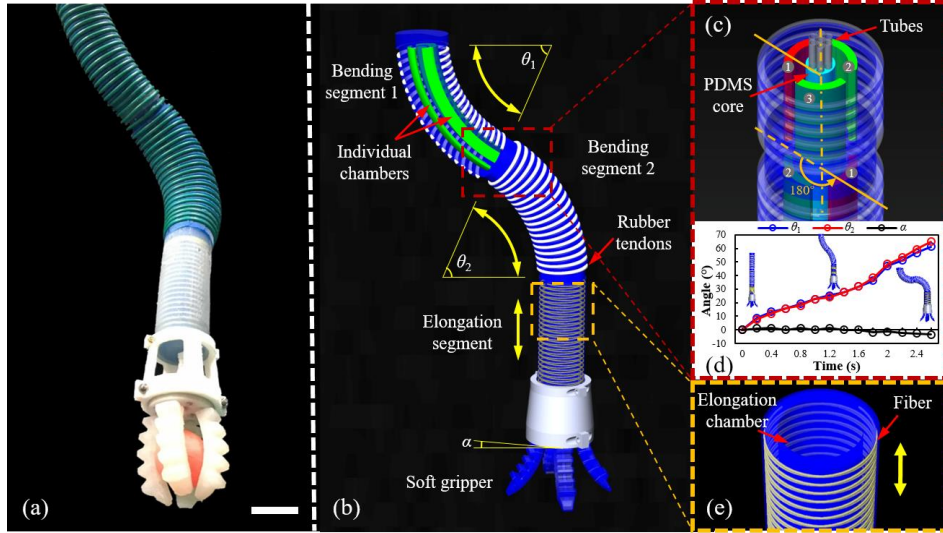 (a)
Bending
segment 1
θ1
Individual
chambers
Bending
segment 2
θ2
Rubber
tendons
Elongation
segment
α
Soft gripper
(b)
(c)
Tubes
PDMS
core
1
2
3
2
1
180°
θ1 θ2 α
Angle (°)
70
60
50
40
30
20
10
0
-10
0 0.4 0.8 1.2 1.6 2.0 2.4
Time (s)
(d)
Elongation
chamber
Fiber
(e)